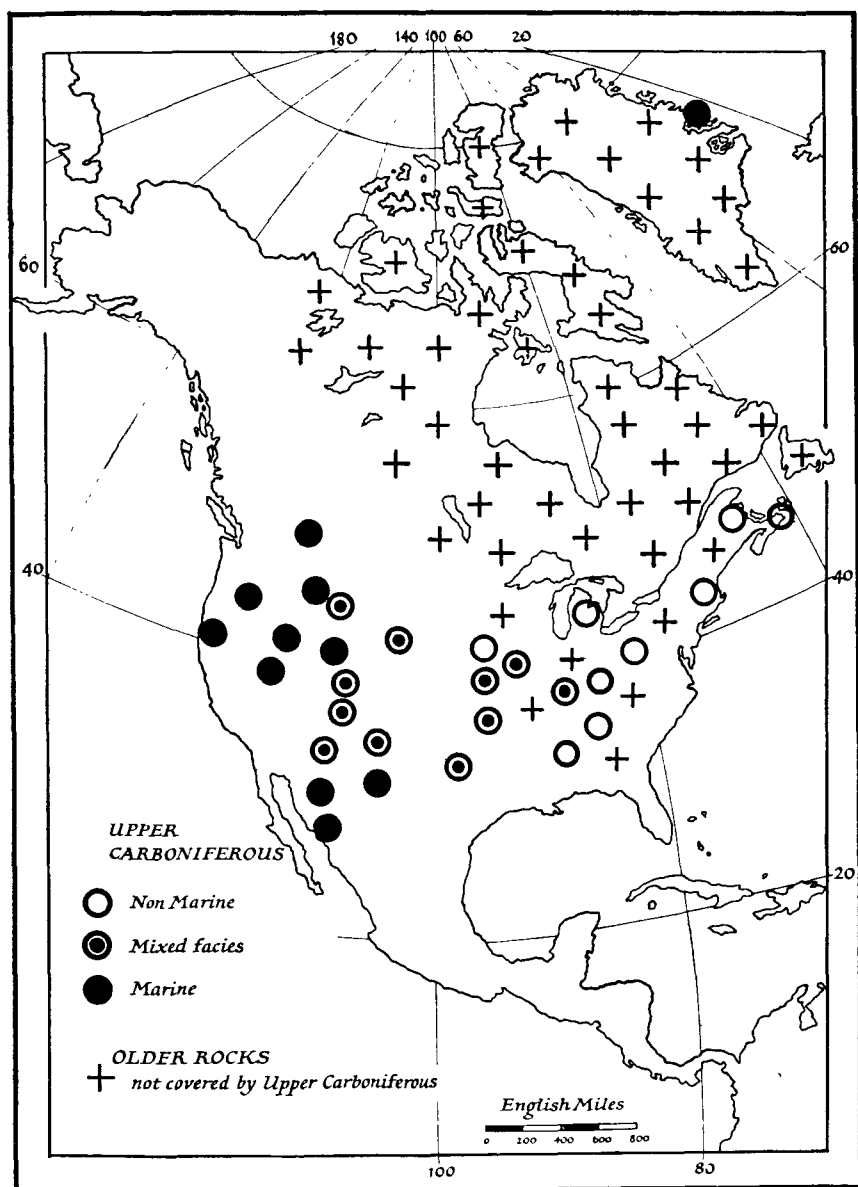 180 140 100 60 20
60
60
40
40
20
UPPER
CARBONIFEROUS
Non Marine
Mixed facies
Marine
OLDER ROCKS
not covered by Upper Carboniferous
English Miles
0 200 400 600 800
100 80